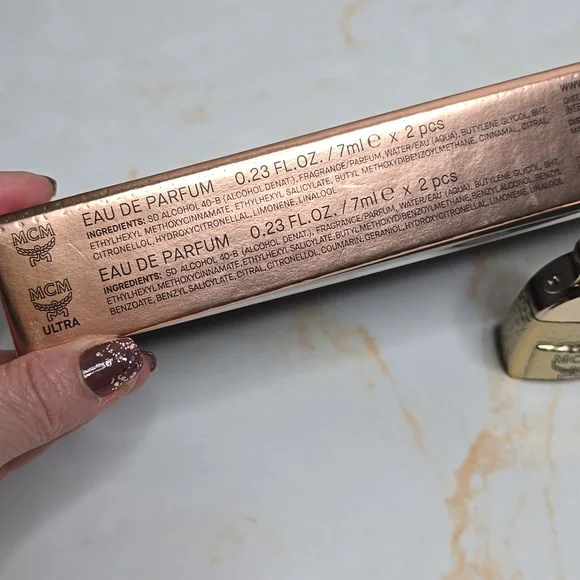 MCM
EAU DE PARFUM 0.23 FL.OZ. / 7ml e x 2 pcs
INGREDIENTS: SD ALCOHOL 40-B (ALCOHOL DENAT.), FRAGRANCE/PARFUM, WATER/EAU (AQUA), BUTYLENE GLYCOL, BHT,
ETHYLHEXYL METHOXYCINNAMATE, ETHYLHEXYL SALICYLATE, BUTYL METHOXYDIBENZOYLMETHANE, CINNAMAL, CITRAL,
CITRONELLOL, HYDROXYCITRONELLAL, LIMONENE, LINALOOL
MCM
ULTRA
EAU DE PARFUM 0.23 FL.OZ. / 7ml e x 2 pcs
INGREDIENTS: SD ALCOHOL 40-B (ALCOHOL DENAT.), FRAGRANCE/PARFUM, WATER/EAU (AQUA), BUTYLENE GLYCOL, BHT,
ETHYLHEXYL METHOXYCINNAMATE, ETHYLHEXYL SALICYLATE, BUTYL METHOXYDIBENZOYLMETHANE, BENZYL ALCOHOL, BENZYL
BENZOATE, BENZYL SALICYLATE, CITRAL, CITRONELLOL, COUMARIN, GERANIOL, HYDROXYCITRONELLAL, LIMONENE, LINALOOL
MCM